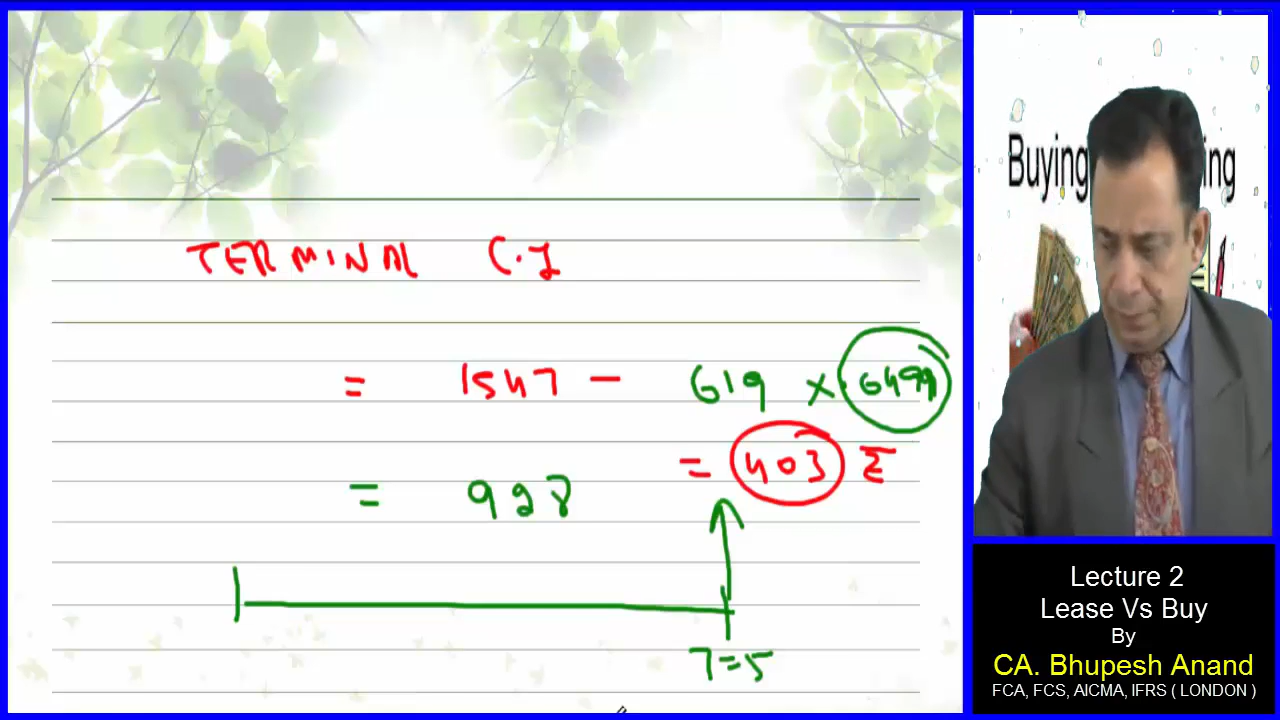 TERMINAL C.I
= 1547 - 619 x .6499
= 403 Σ
= 928
T=5
Buying
ing
Lecture 2
Lease Vs Buy
By
CA. Bhupesh Anand
FCA, FCS, AICMA, IFRS ( LONDON )